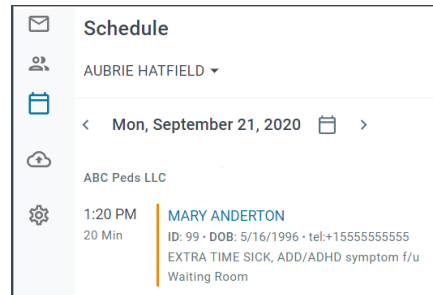 Schedule
AUBRIE HATFIELD
Mon, September 21, 2020
ABC Peds LLC
1:20 PM
20 Min
MARY ANDERTON
ID: 99 · DOB: 5/16/1996 · tel:+15555555555
EXTRA TIME SICK, ADD/ADHD symptom f/u
Waiting Room